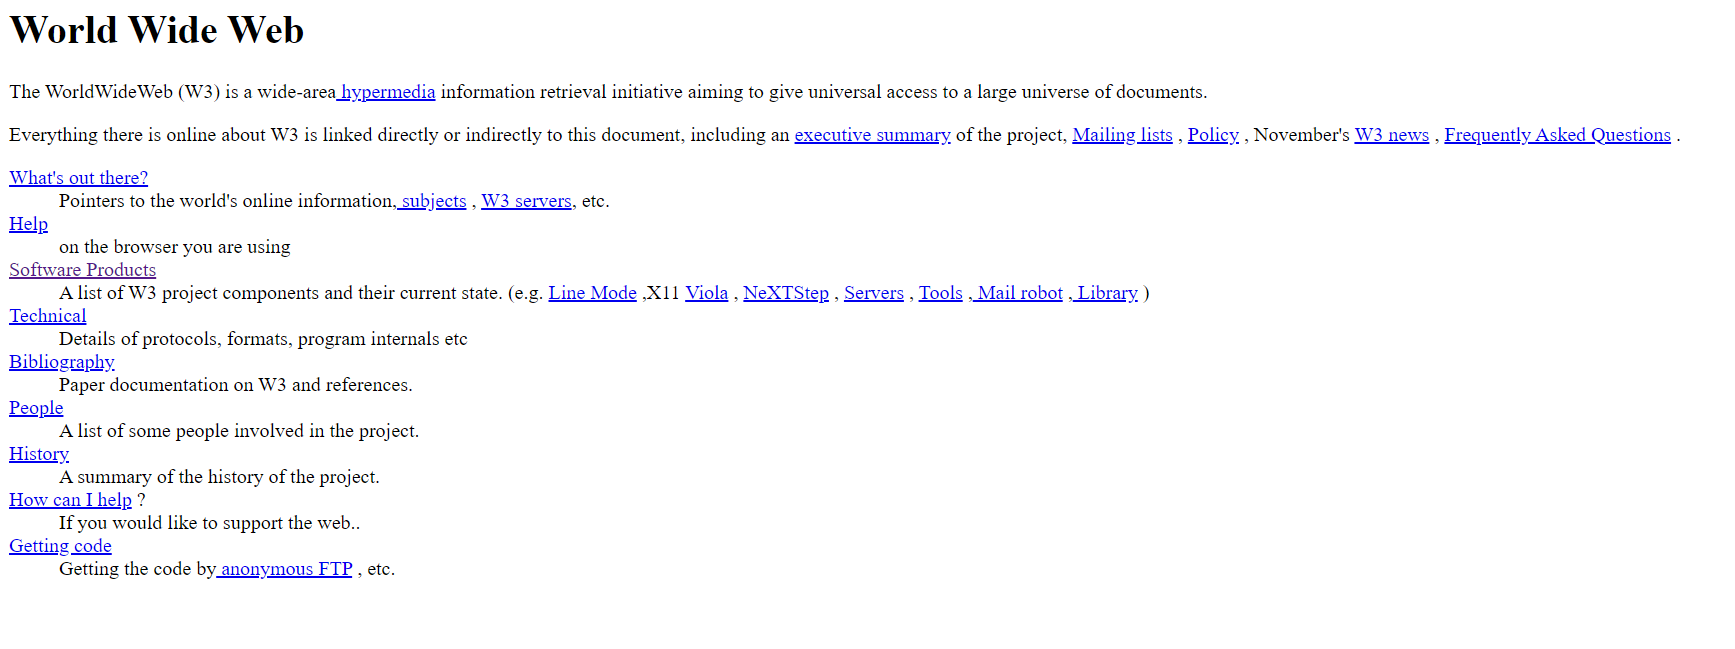 World Wide Web
The WorldWideWeb (W3) is a wide-area hypermedia information retrieval initiative aiming to give universal access to a large universe of documents.
Everything there is online about W3 is linked directly or indirectly to this document, including an executive summary of the project, Mailing lists , Policy , November's W3 news , Frequently Asked Questions .
What's out there?
Pointers to the world's online information, subjects , W3 servers, etc.
Help
on the browser you are using
Software Products
A list of W3 project components and their current state. (e.g. Line Mode ,X11 Viola , NeXTStep , Servers , Tools , Mail robot , Library )
Technical
Details of protocols, formats, program internals etc
Bibliography
Paper documentation on W3 and references.
People
A list of some people involved in the project.
History
A summary of the history of the project.
How can I help ?
If you would like to support the web..
Getting code
Getting the code by anonymous FTP , etc.